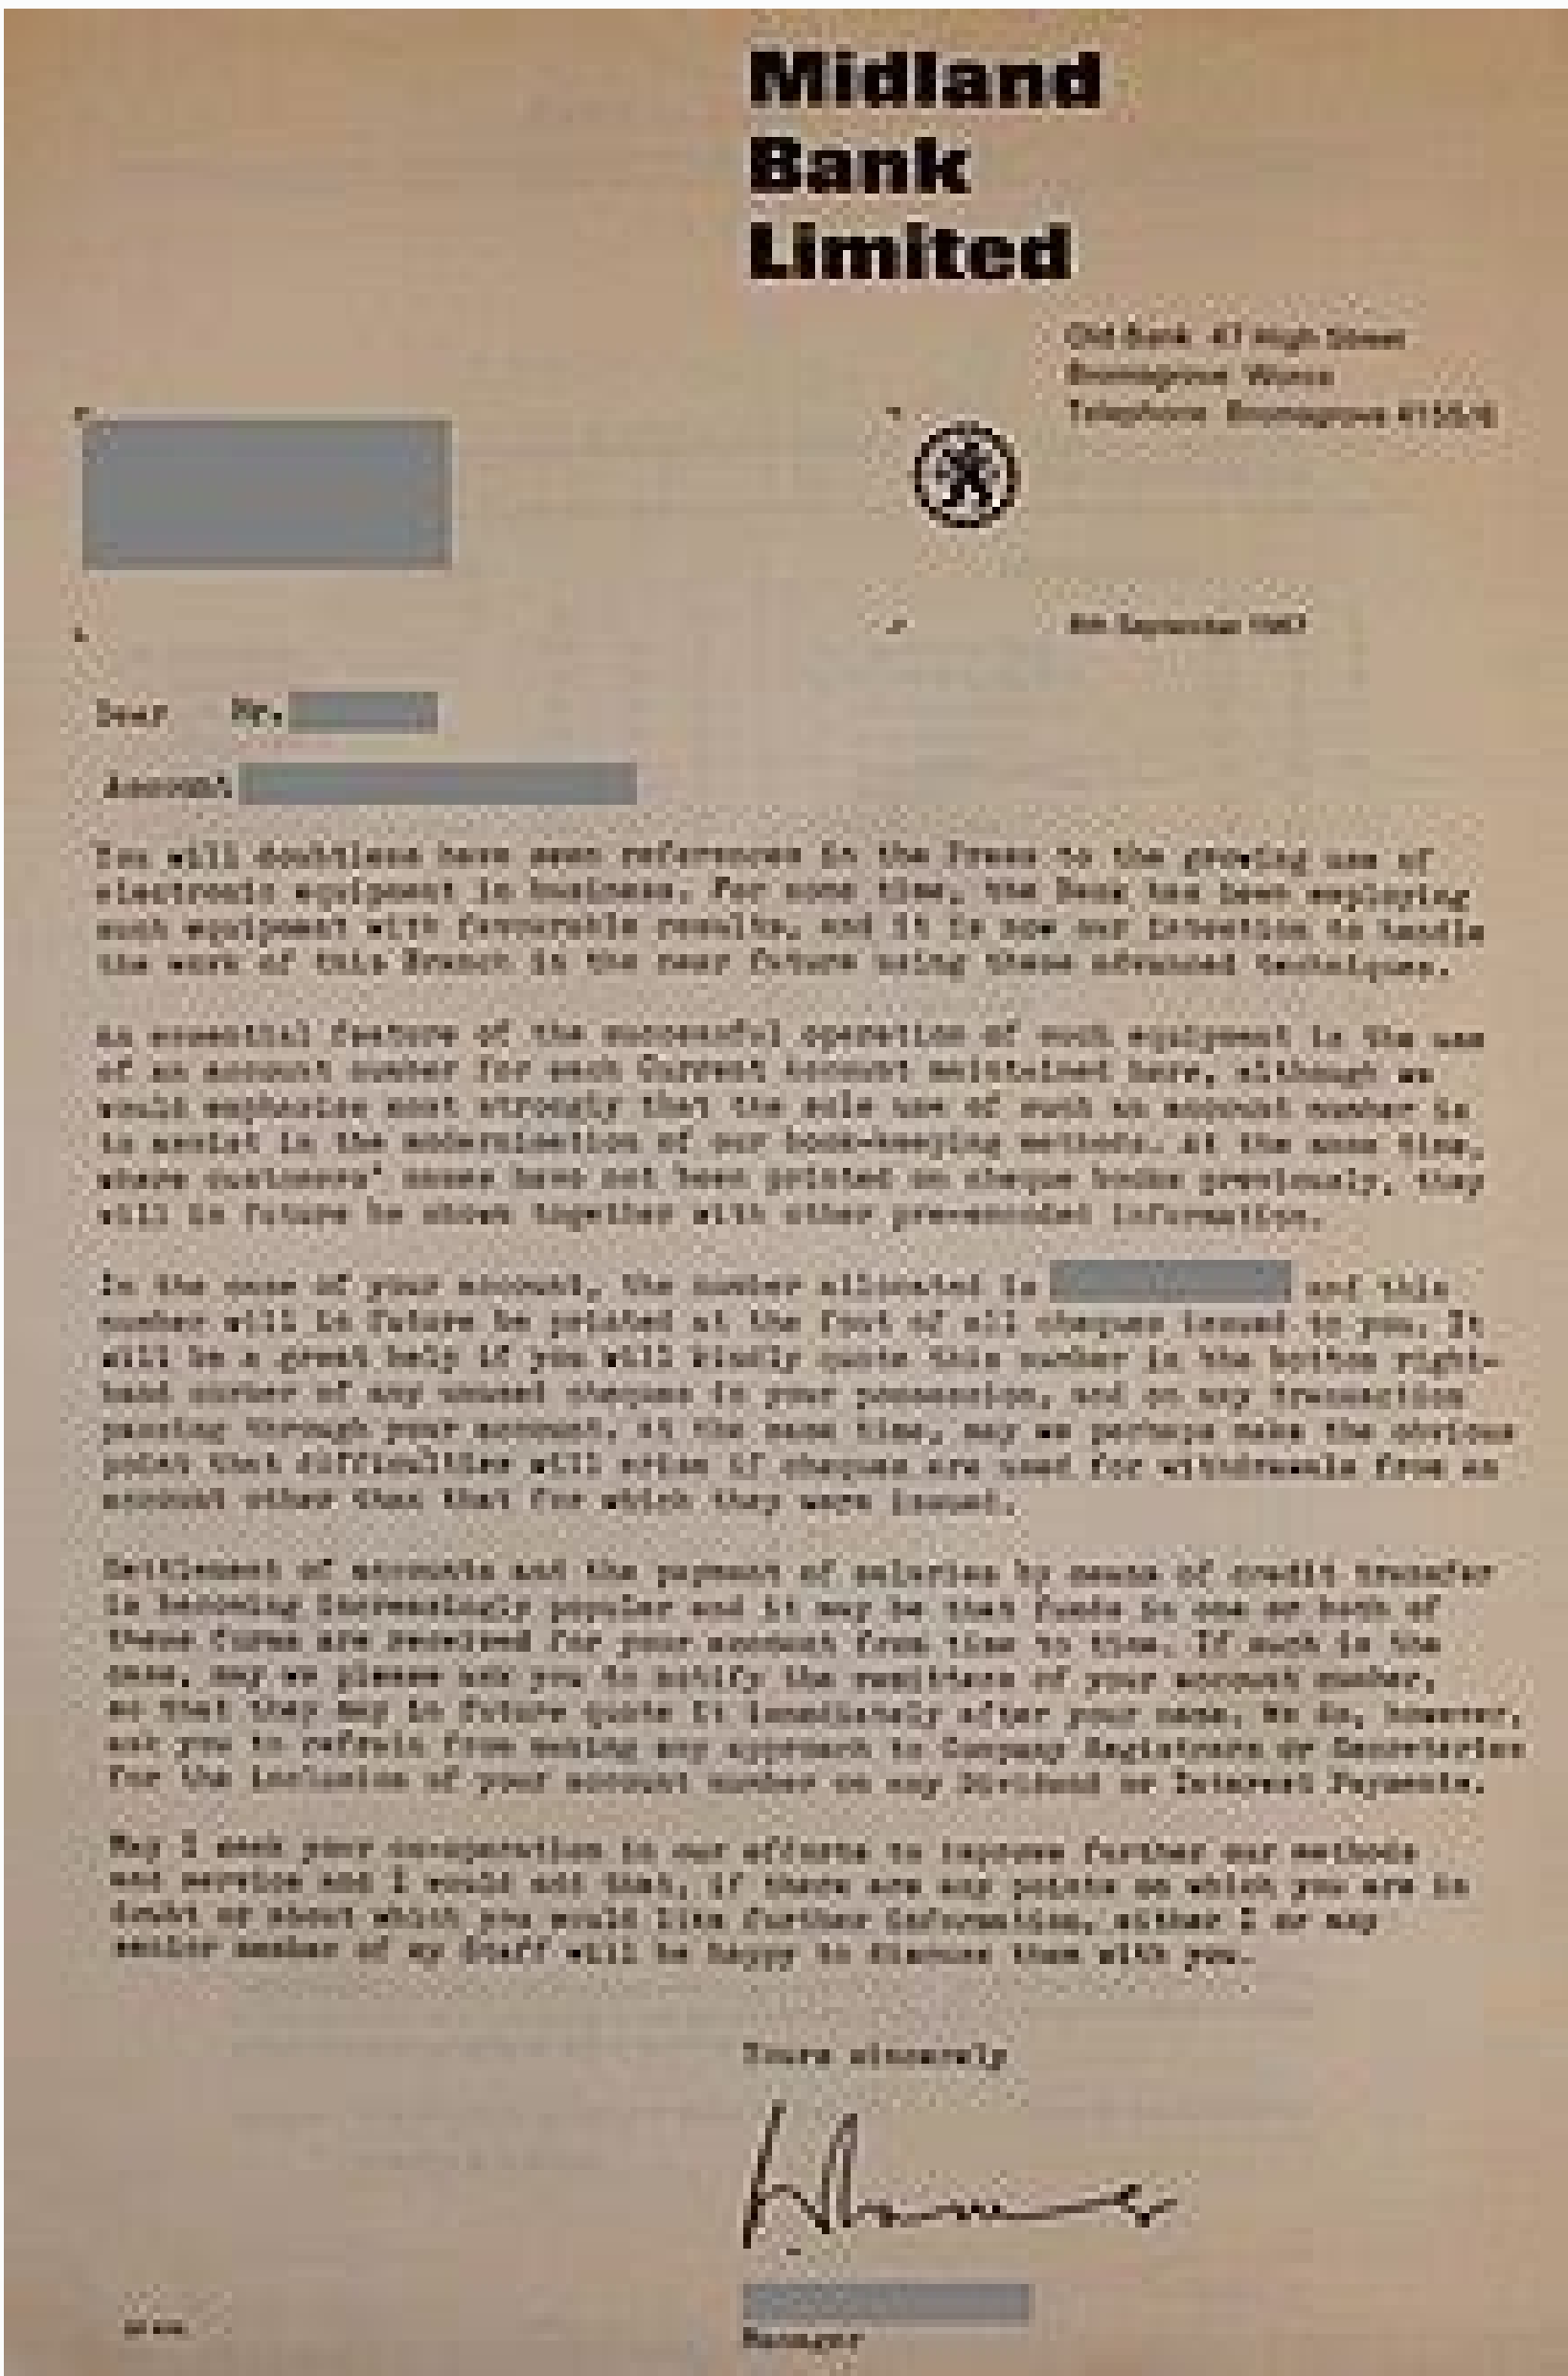 Midland
Bank
Limited
Old Bank 47 High Street
Bromsgrove Worcs
Telephone Bromsgrove
September 1967
Dear Mr.
Account
You will doubtless have seen references in the Press to the growing use of
electronic equipment in business. For some time, the Bank has been employing
such equipment with favourable results, and it is now our intention to handle
the work of this Branch in the near future using these advanced techniques.
An essential feature of the successful operation of such equipment is the use
of an account number for each Current Account maintained here, although we
would emphasise most strongly that the sole use of such an account number is
to assist in the modernisation of our book-keeping methods. At the same time,
where customers' names have not been printed on cheque books previously, they
will in future be shown together with other pre-encoded information.
In the case of your account, the number allocated is and this
number will in future be printed at the foot of all cheques issued to you. It
will be a great help if you will kindly quote this number in the bottom right-
hand corner of any unused cheques in your possession, and on any transaction
passing through your account. At the same time, may we perhaps make the obvious
point that difficulties will arise if cheques are used for withdrawals from an
account other than that for which they were issued.
Settlement of accounts and the payment of salaries by means of credit transfer
is becoming increasingly popular and it may be that funds in one or both of
these forms are received for your account from time to time. If such is the
case, may we please ask you to notify the remitters of your account number,
so that they may in future quote it immediately after your name. We do, however,
ask you to refrain from making any approach to Company Registrars or Secretaries
for the inclusion of your account number on any Dividend or Interest Payments.
May I seek your co-operation in our efforts to improve further our methods
and service and I would add that, if there are any points on which you are in
doubt or about which you would like further information, either I or any
senior member of my Staff will be happy to discuss them with you.
Yours sincerely
Manager